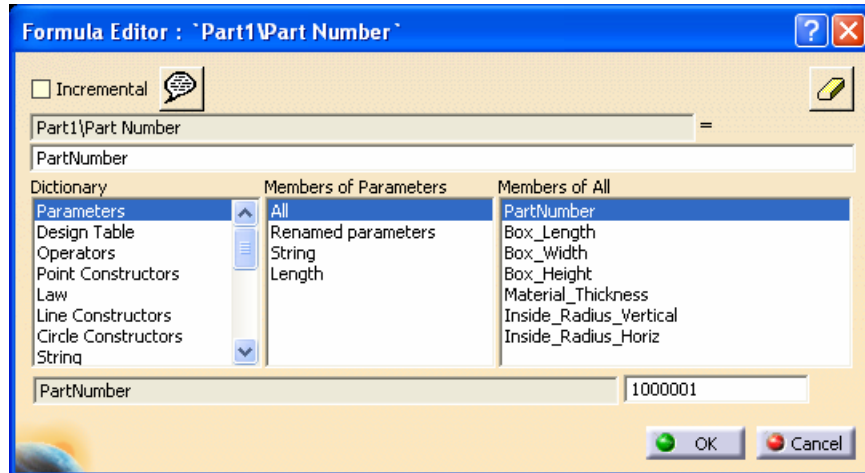 Formula Editor : `Part1\Part Number`
Incremental
Part1\Part Number =
PartNumber
Dictionary Members of Parameters Members of All
Parameters All PartNumber
Design Table Renamed parameters Box_Length
Operators String Box_Width
Point Constructors Length Box_Height
Law Material_Thickness
Line Constructors Inside_Radius_Vertical
Circle Constructors Inside_Radius_Horiz
String
PartNumber 1000001
OK Cancel